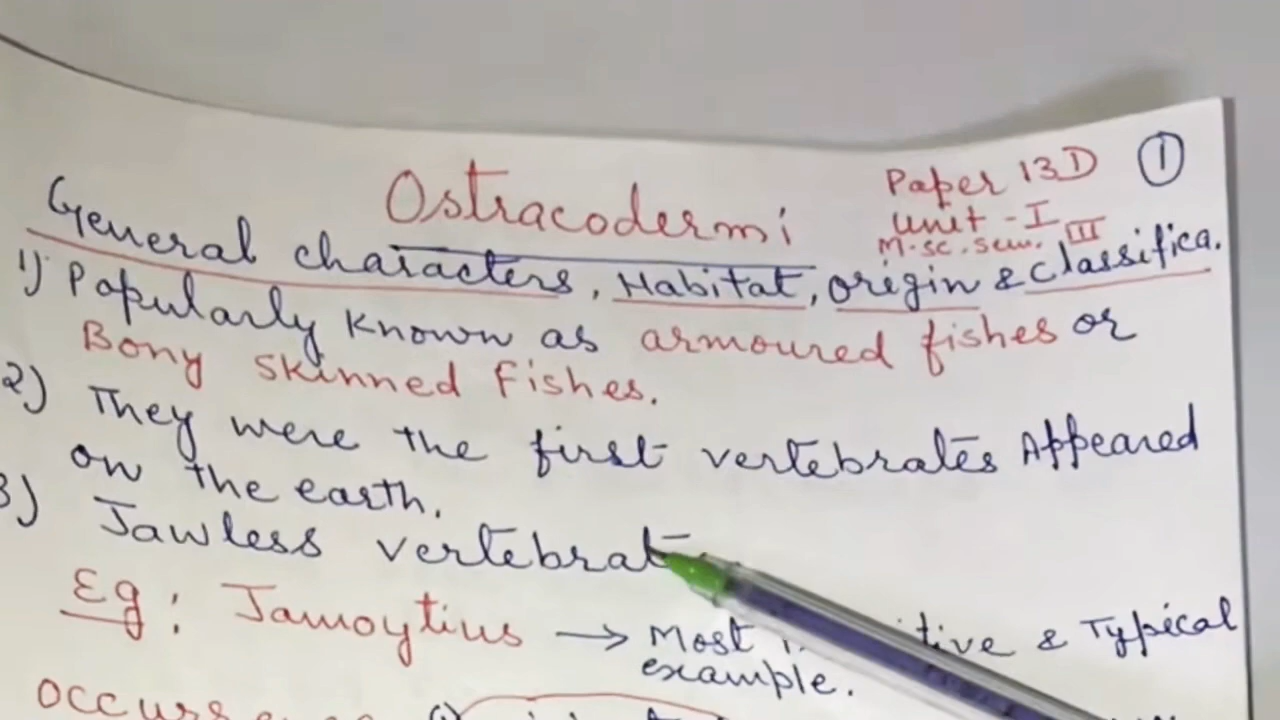 Ostracodermi
Paper 13D
①
Unit - I
M.sc. sem. III
General characters, Habitat, origin & classifica.
1) Popularly known as armoured fishes or
Bony skinned Fishes.
2) They were the first vertebrates Appeared
on the earth.
3) Jawless
Eg: Jamoytius → Most & Typical
example.